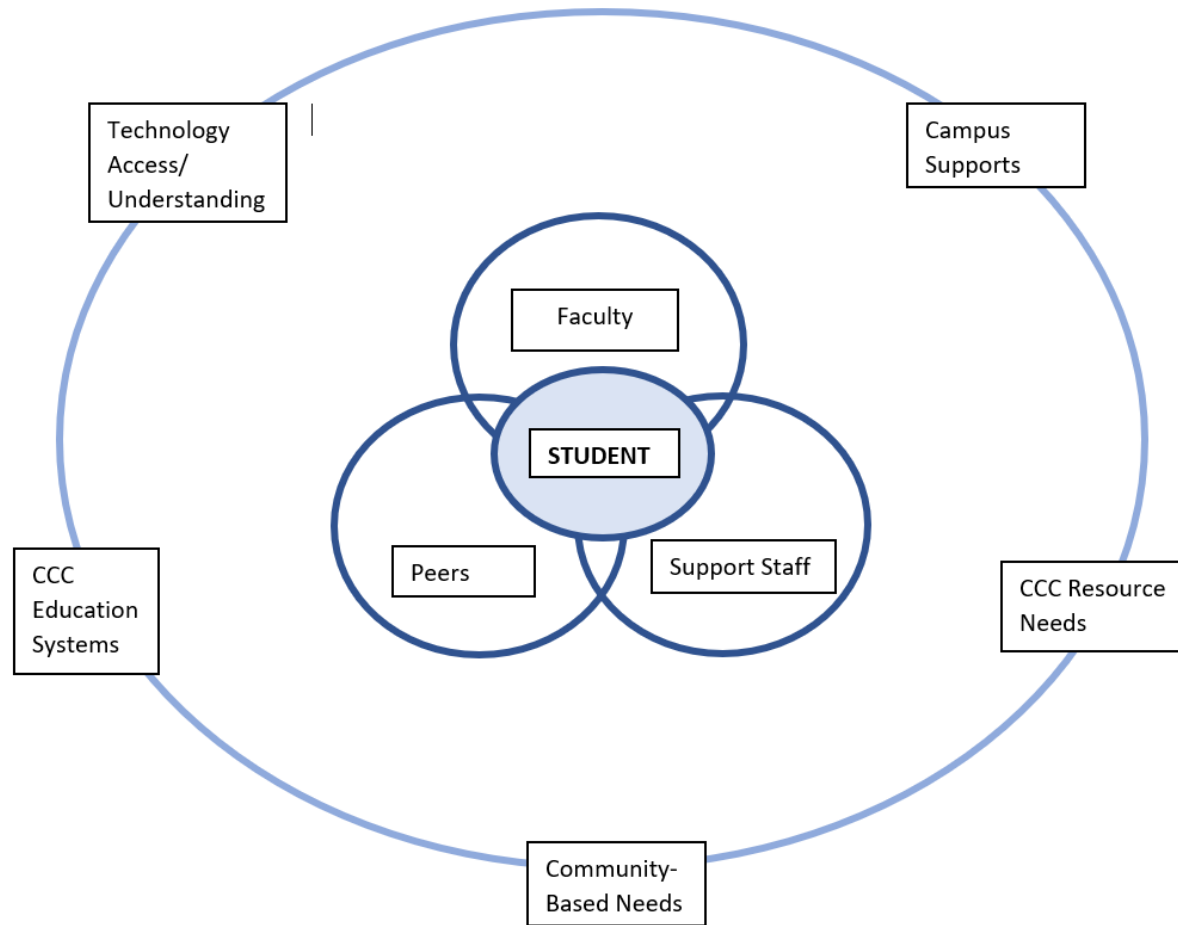 Technology
Access/
Understanding
Campus
Supports
Faculty
STUDENT
Peers
Support Staff
CCC
Education
Systems
CCC Resource
Needs
Community-
Based Needs